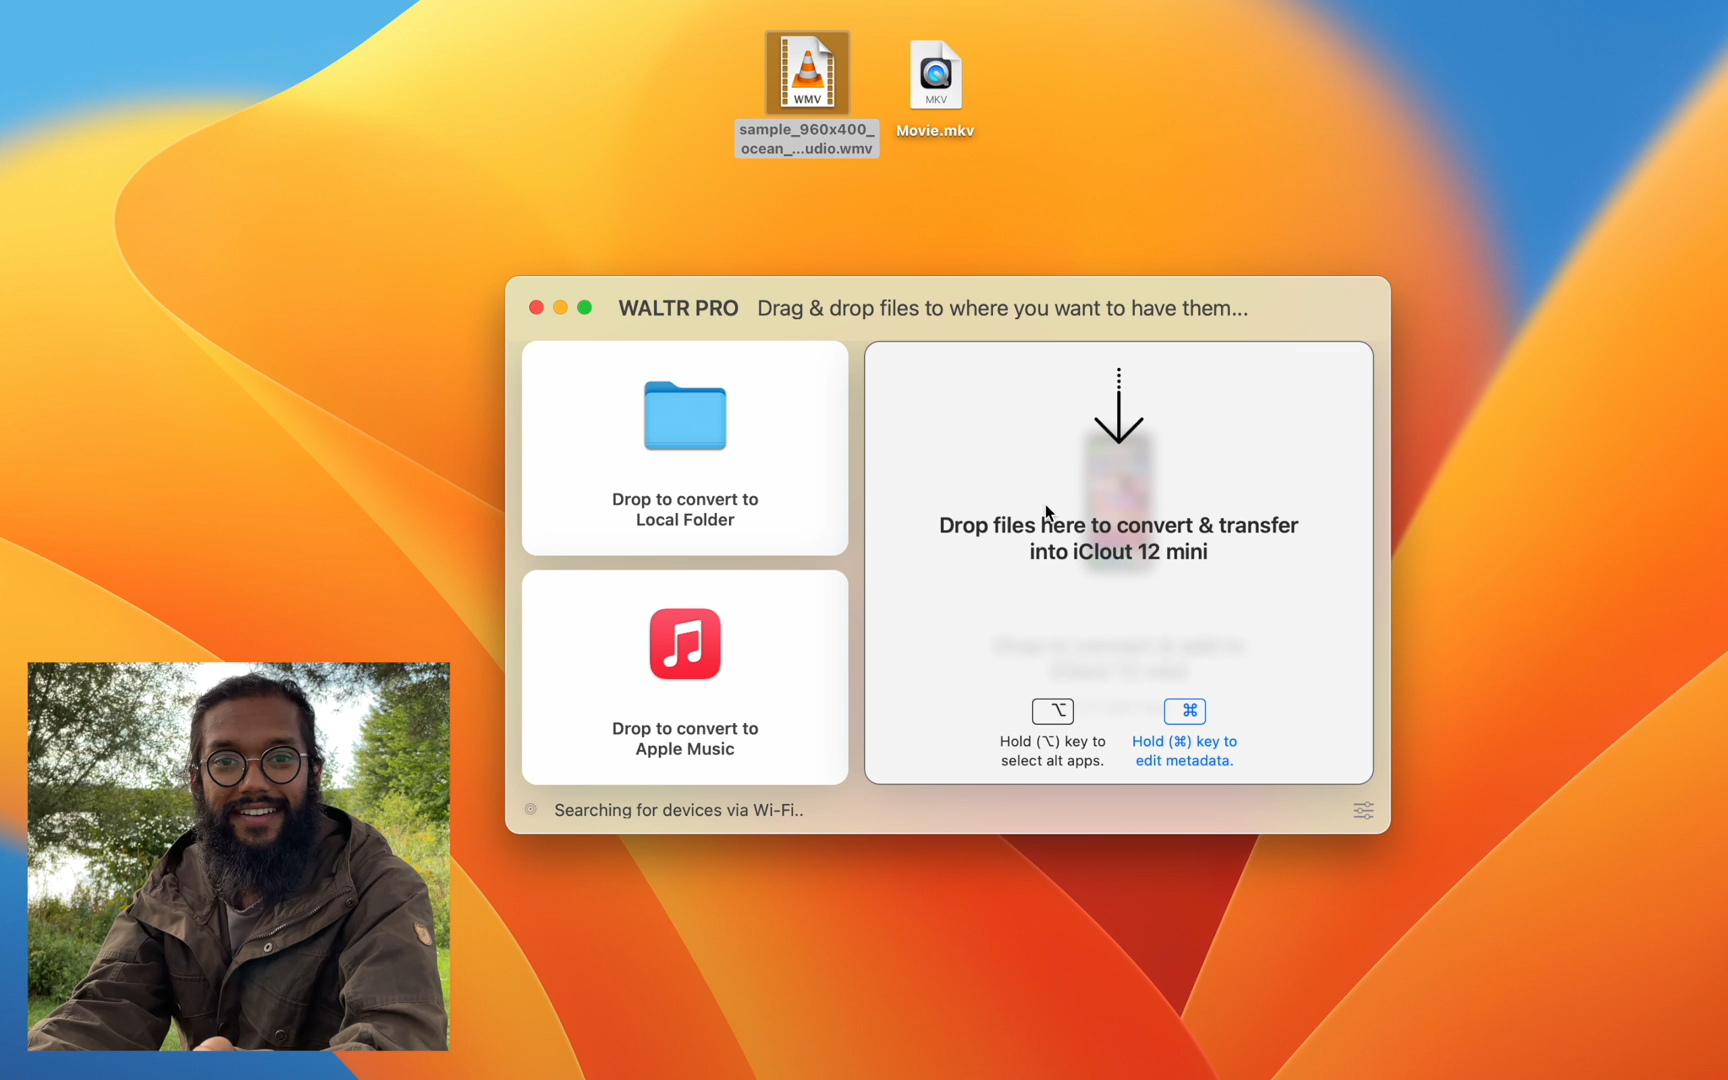 WMV
MKV
sample_960x400_
ocean_...udio.wmv
Movie.mkv
WALTR PRO Drag & drop files to where you want to have them...
Drop to convert to
Local Folder
Drop files here to convert & transfer
into iClout 12 mini
Drop to convert to
Apple Music
⌥
⌘
Hold (⌥) key to
select alt apps.
Hold (⌘) key to
edit metadata.
Searching for devices via Wi-Fi..